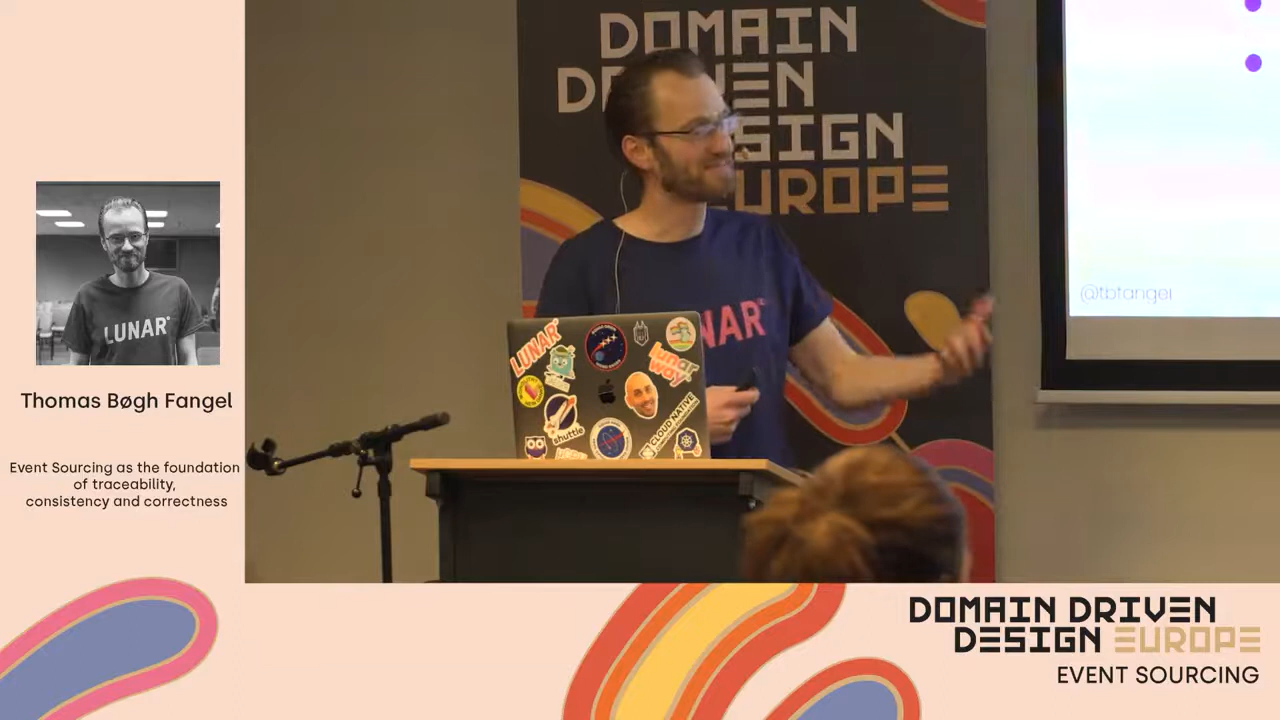 DOMAIN
DRIVEN
DESIGN
EUROPE
@tbfangel
LUNAR
LUNAR
lunar
way
shuttle
CLOUD NATIVE
LUNAR
Thomas Bøgh Fangel
Event Sourcing as the foundation
of traceability,
consistency and correctness
DOMAIN DRIVEN
DESIGN EUROPE
EVENT SOURCING